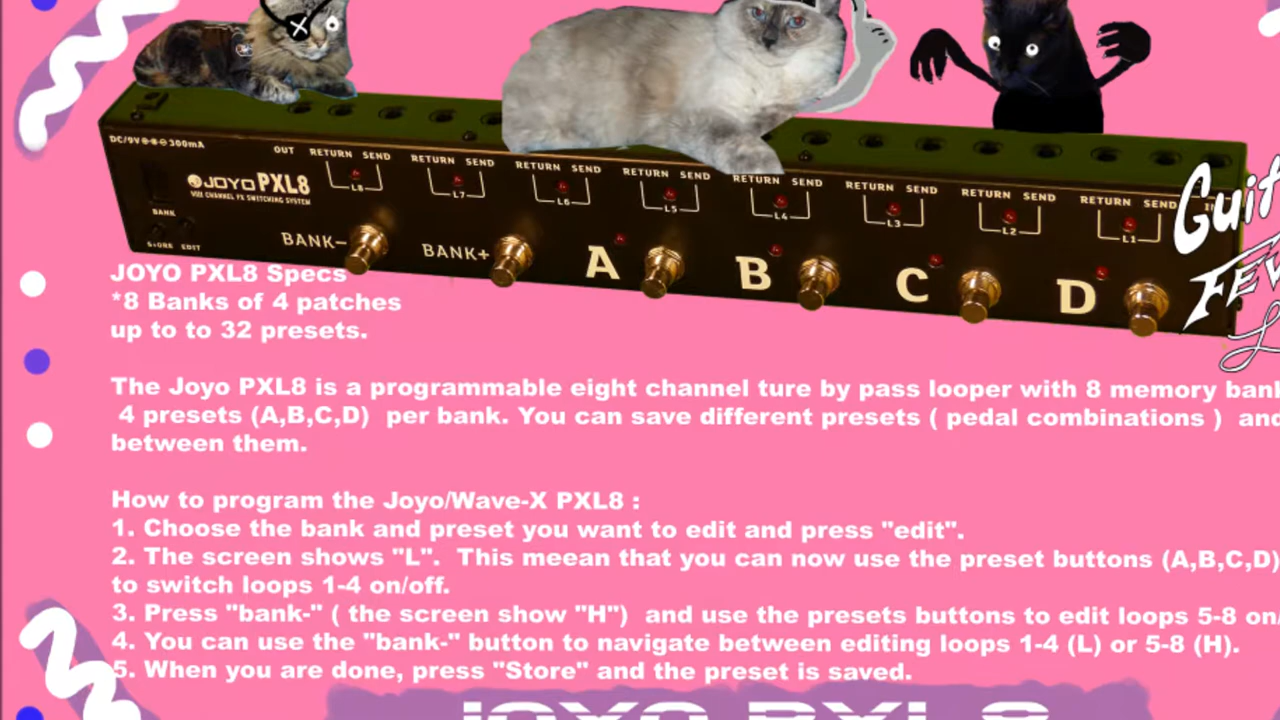 DC/9V 300mA
OUT RETURN SEND RETURN SEND RETURN SEND RETURN SEND RETURN SEND RETURN SEND RETURN SEND RETURN SEND IN
L8 L7 L6 L5 L4 L3 L2 L1
JOYO PXL8
CHANNEL FX SWITCHING SYSTEM
BANK
STORE EDIT
BANK- BANK+ A B C D
JOYO PXL8 Specs
*8 Banks of 4 patches
up to to 32 presets.
The Joyo PXL8 is a programmable eight channel ture by pass looper with 8 memory bank
4 presets (A,B,C,D) per bank. You can save different presets ( pedal combinations ) and
between them.
How to program the Joyo/Wave-X PXL8 :
1. Choose the bank and preset you want to edit and press "edit".
2. The screen shows "L". This meean that you can now use the preset buttons (A,B,C,D)
to switch loops 1-4 on/off.
3. Press "bank-" ( the screen show "H") and use the presets buttons to edit loops 5-8 on/
4. You can use the "bank-" button to navigate between editing loops 1-4 (L) or 5-8 (H).
5. When you are done, press "Store" and the preset is saved.
JOYO PXL 8